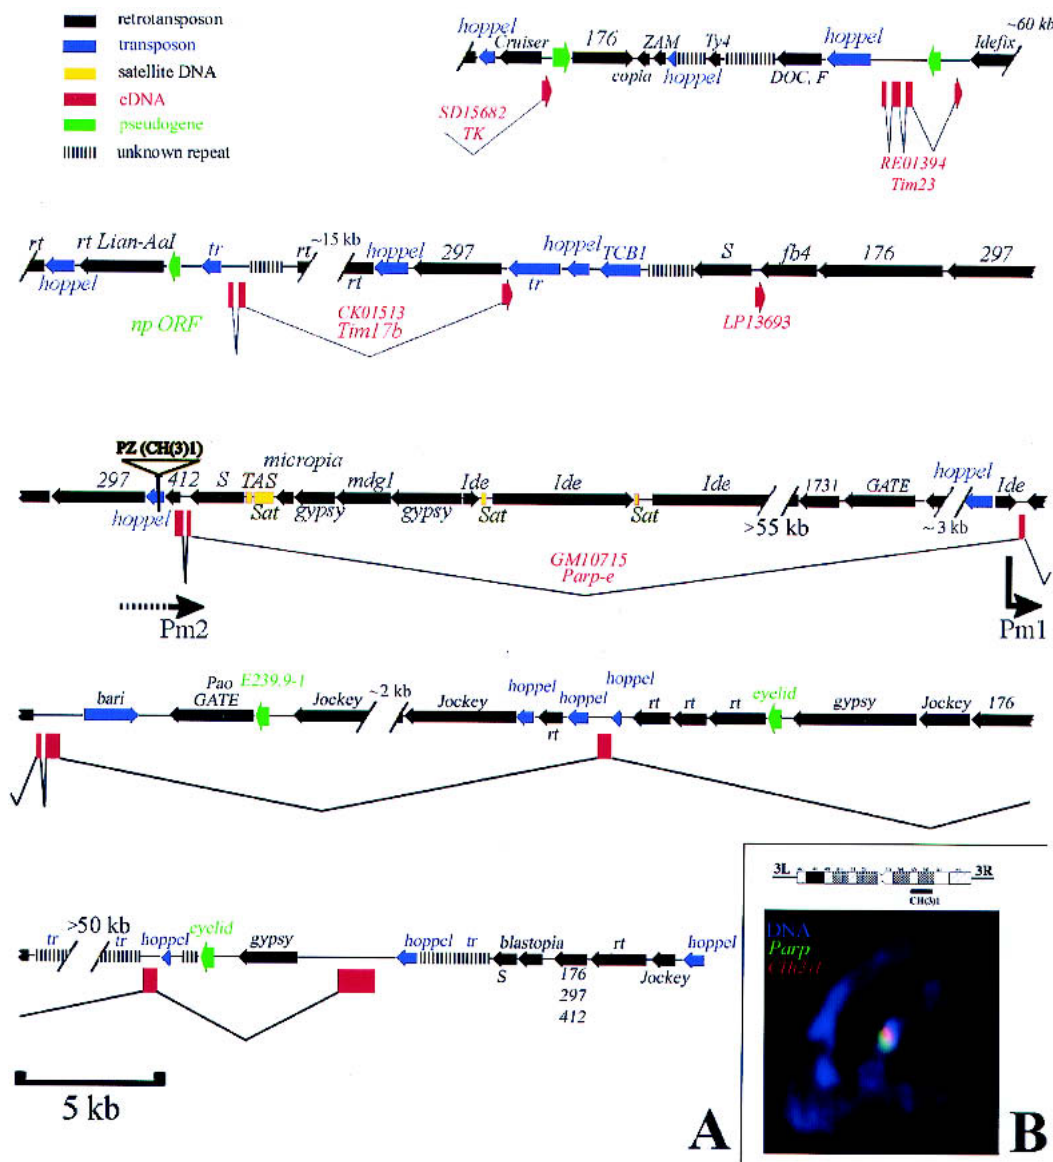 retrotransposon
transposon
satellite DNA
cDNA
pseudogene
unknown repeat
hoppel Cruiser 176 ZAM Ty4 hoppel Idefix ~60 kb
copia hoppel DOC, F
SD15682
TK
RE01394
Tim23
rt rt Lian-AaI tr rt ~15 kb hoppel 297 hoppel TCB1 S fb4 176 297
hoppel rt tr
np ORF
CK01513
Tim17b
LP13693
PZ (CH(3)1)
micropia
297 412 S TAS mdg1 Ide Ide Ide 1731 GATE hoppel Ide
hoppel Sat gypsy gypsy Sat Sat >55 kb ~3 kb
GM10715
Parp-e
Pm2 Pm1
bari Pao
GATE E239.9-1 Jockey ~2 kb Jockey hoppel hoppel hoppel rt rt rt eyelid gypsy Jockey 176
rt
tr >50 kb tr hoppel eyelid gypsy hoppel tr blastopia rt hoppel
S 176 Jockey
297
412
5 kb
A
3L 3R
CH(3)1
DNA
Parp
B